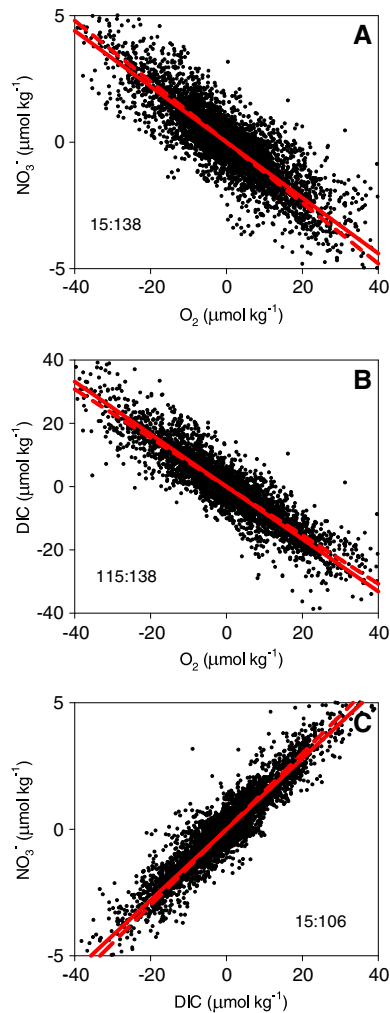 A
5
0
-5
NO₃⁻ (μmol kg⁻¹)
15:138
-40 -20 0 20 40
O₂ (μmol kg⁻¹)
B
40
20
0
-20
-40
DIC (μmol kg⁻¹)
115:138
-40 -20 0 20 40
O₂ (μmol kg⁻¹)
C
5
0
-5
NO₃⁻ (μmol kg⁻¹)
15:106
-40 -20 0 20 40
DIC (μmol kg⁻¹)